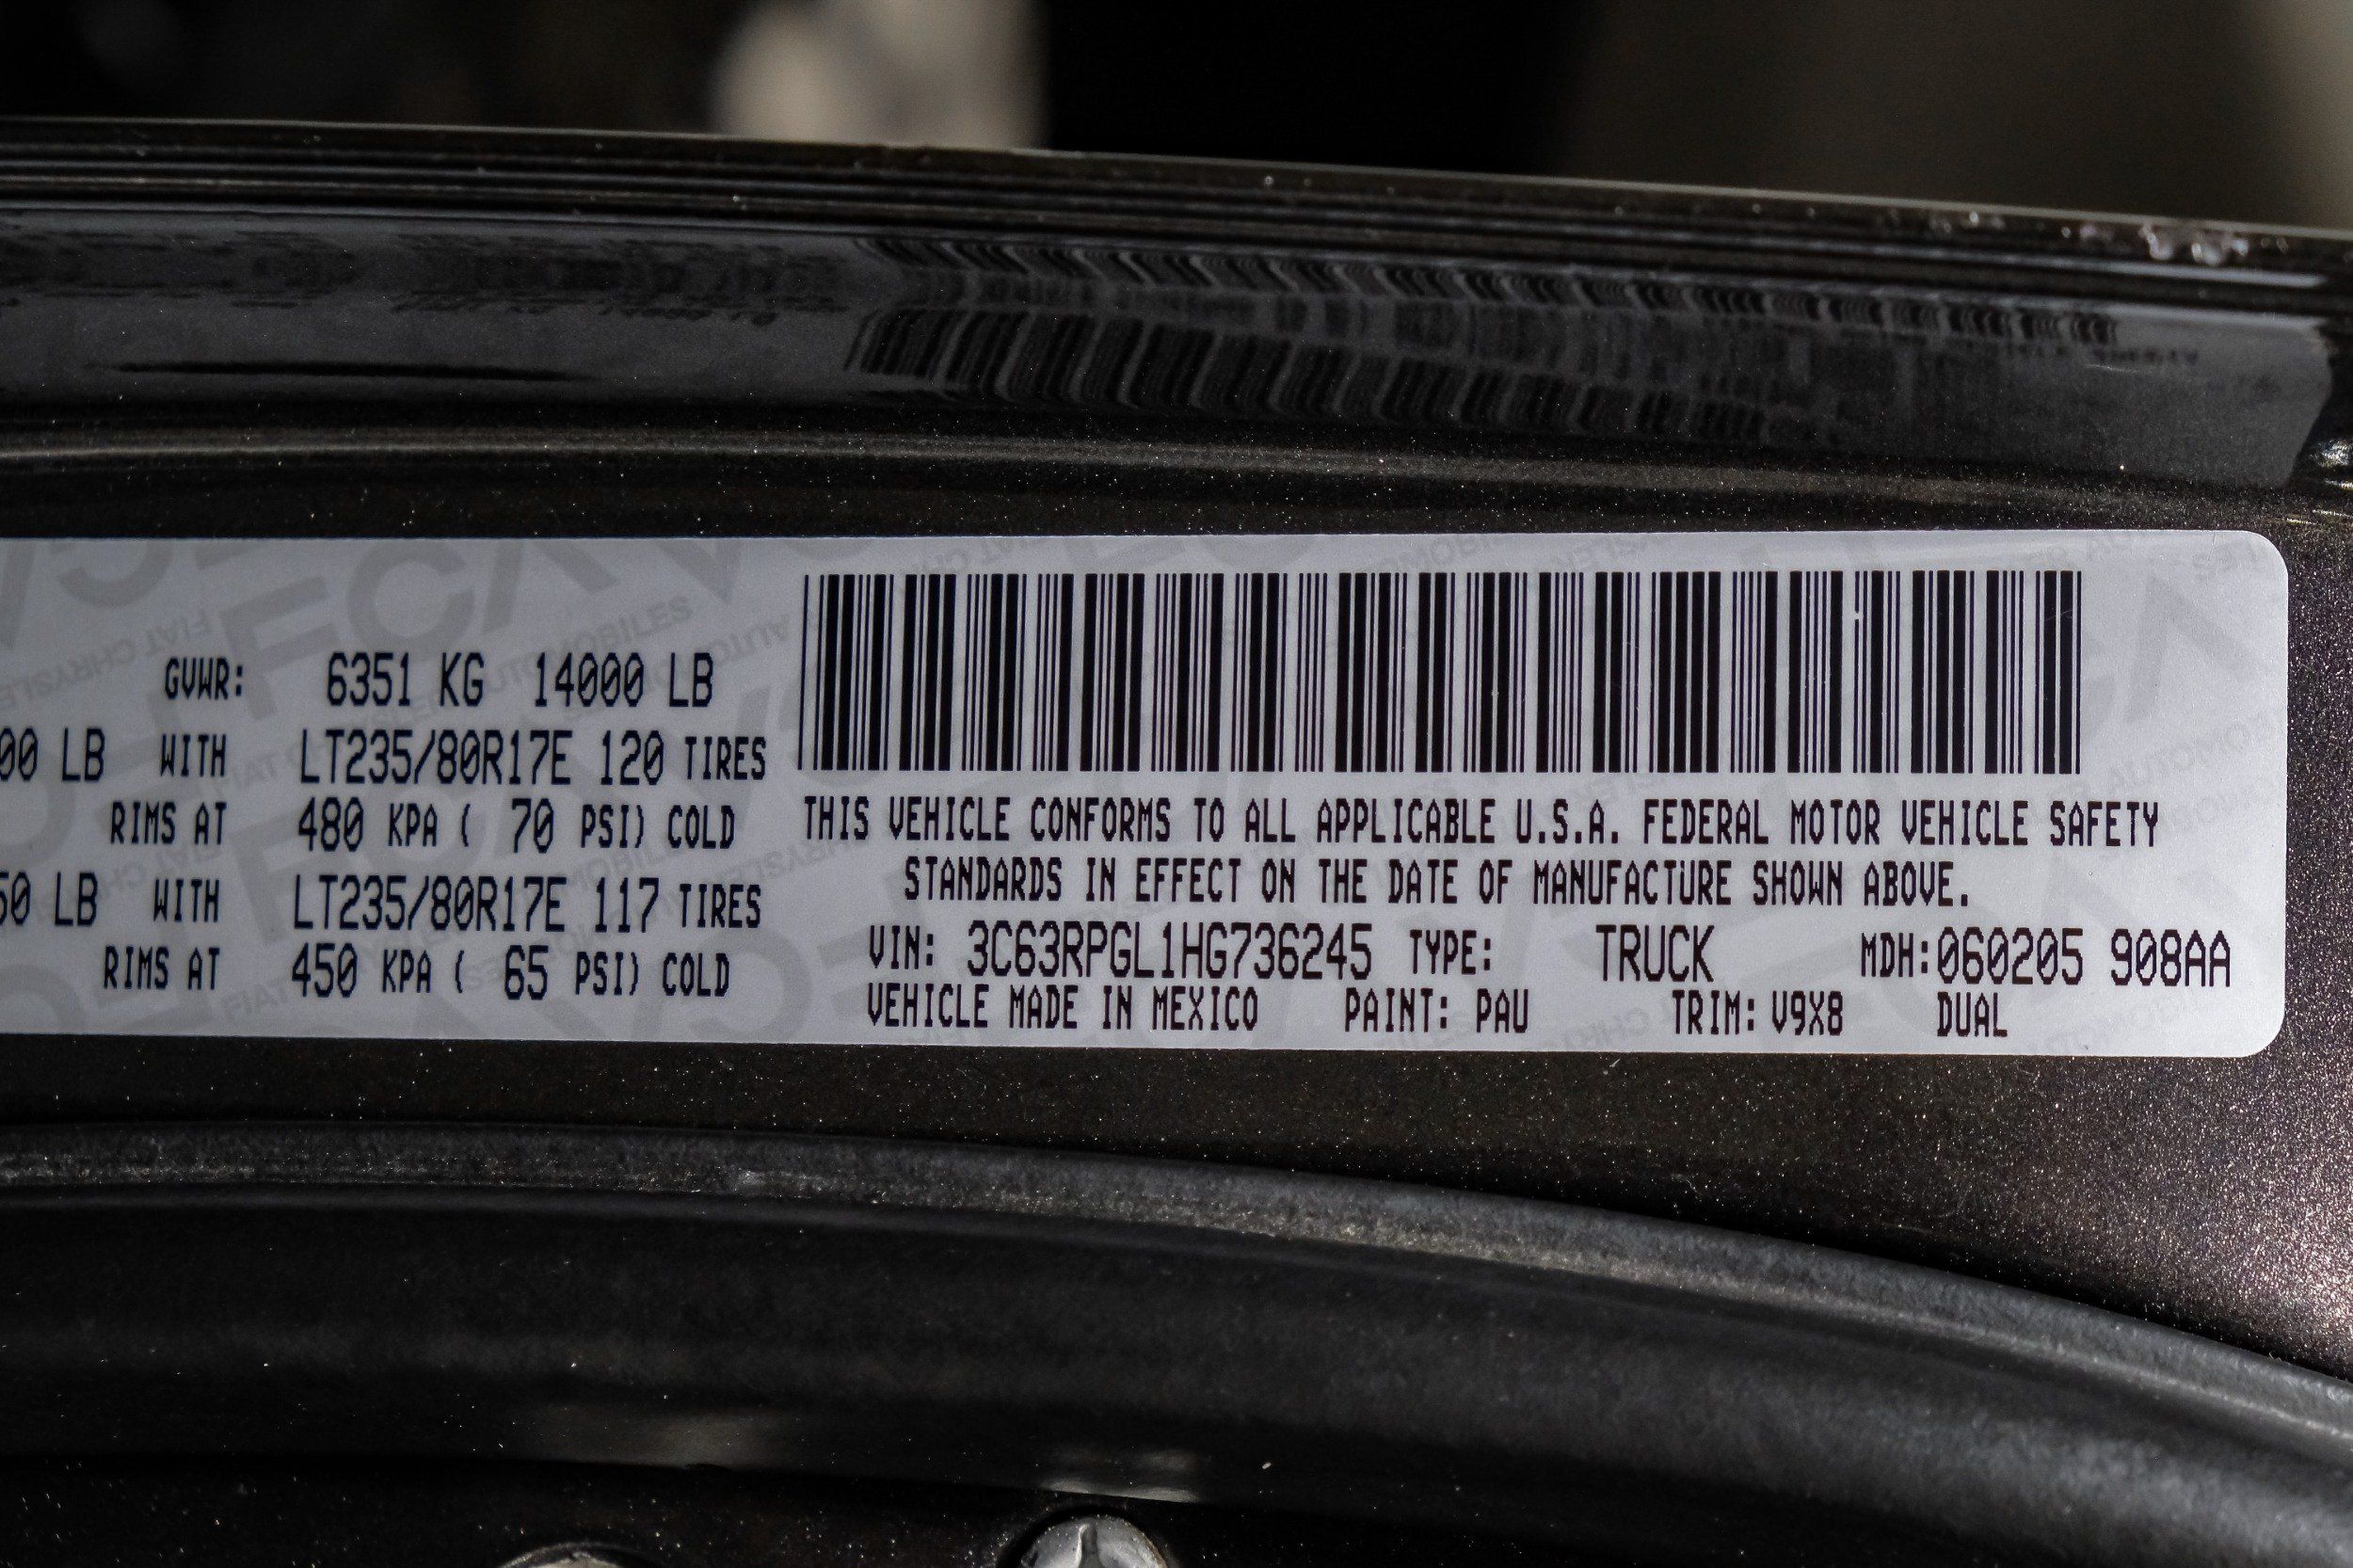 GVWR: 6351 KG 14000 LB
00 LB WITH LT235/80R17E 120 TIRES
RIMS AT 480 KPA ( 70 PSI) COLD
50 LB WITH LT235/80R17E 117 TIRES
RIMS AT 450 KPA ( 65 PSI) COLD
THIS VEHICLE CONFORMS TO ALL APPLICABLE U.S.A. FEDERAL MOTOR VEHICLE SAFETY
STANDARDS IN EFFECT ON THE DATE OF MANUFACTURE SHOWN ABOVE.
VIN: 3C63RPGL1HG736245 TYPE: TRUCK MDH:060205 908AA
VEHICLE MADE IN MEXICO PAINT: PAU TRIM: V9X8 DUAL